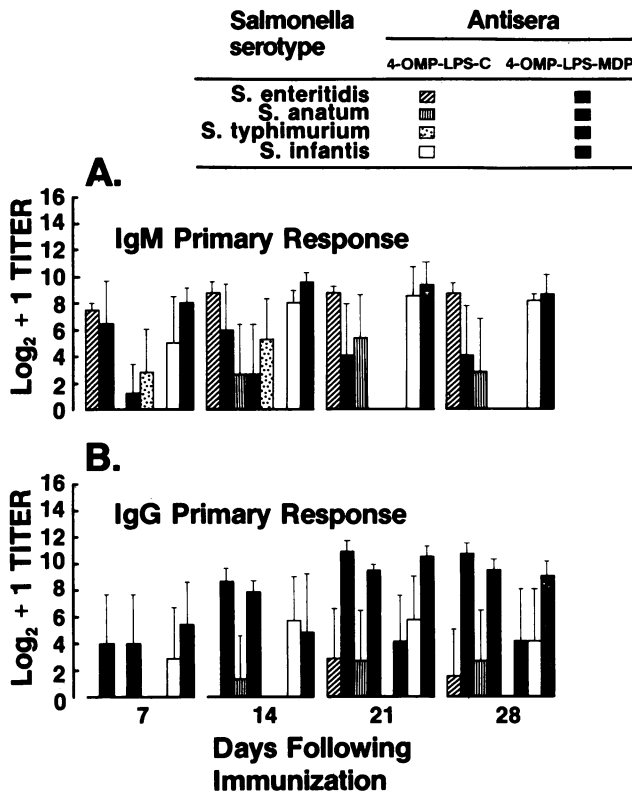 Salmonella Antisera
serotype
4-OMP-LPS-C 4-OMP-LPS-MDP
S. enteritidis
S. anatum
S. typhimurium
S. infantis
A.
IgM Primary Response
Log2 + 1 TITER
16
14
12
10
8
6
4
2
0
B.
IgG Primary Response
Log2 + 1 TITER
16
14
12
10
8
6
4
2
0
7 14 21 28
Days Following
Immunization